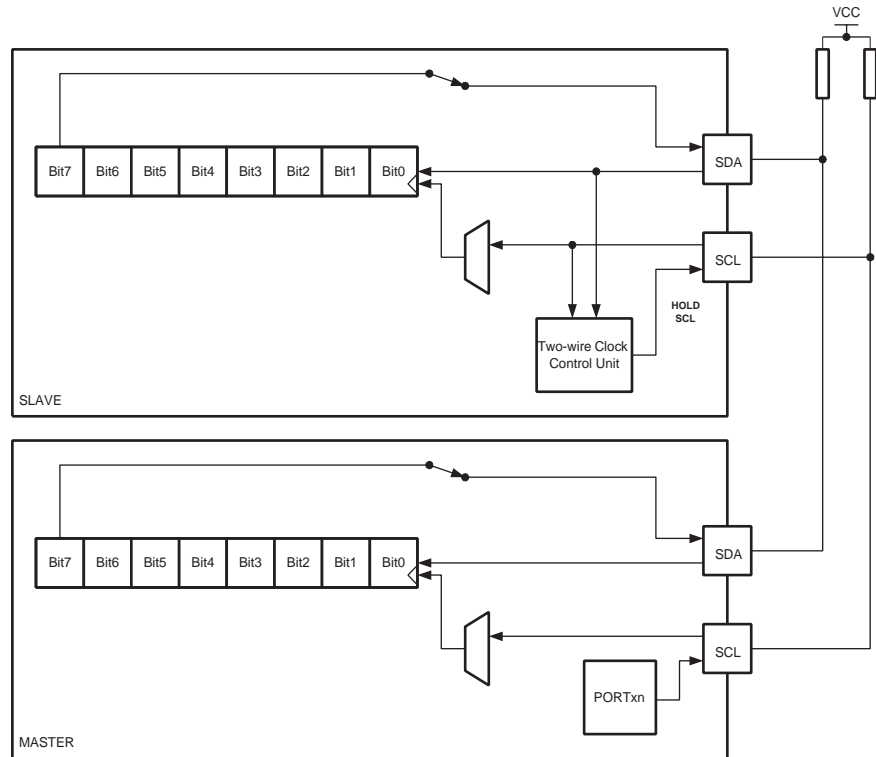 VCC
Bit7 Bit6 Bit5 Bit4 Bit3 Bit2 Bit1 Bit0
SDA
SCL
HOLD
SCL
Two-wire Clock
Control Unit
SLAVE
Bit7 Bit6 Bit5 Bit4 Bit3 Bit2 Bit1 Bit0
SDA
SCL
PORTxn
MASTER